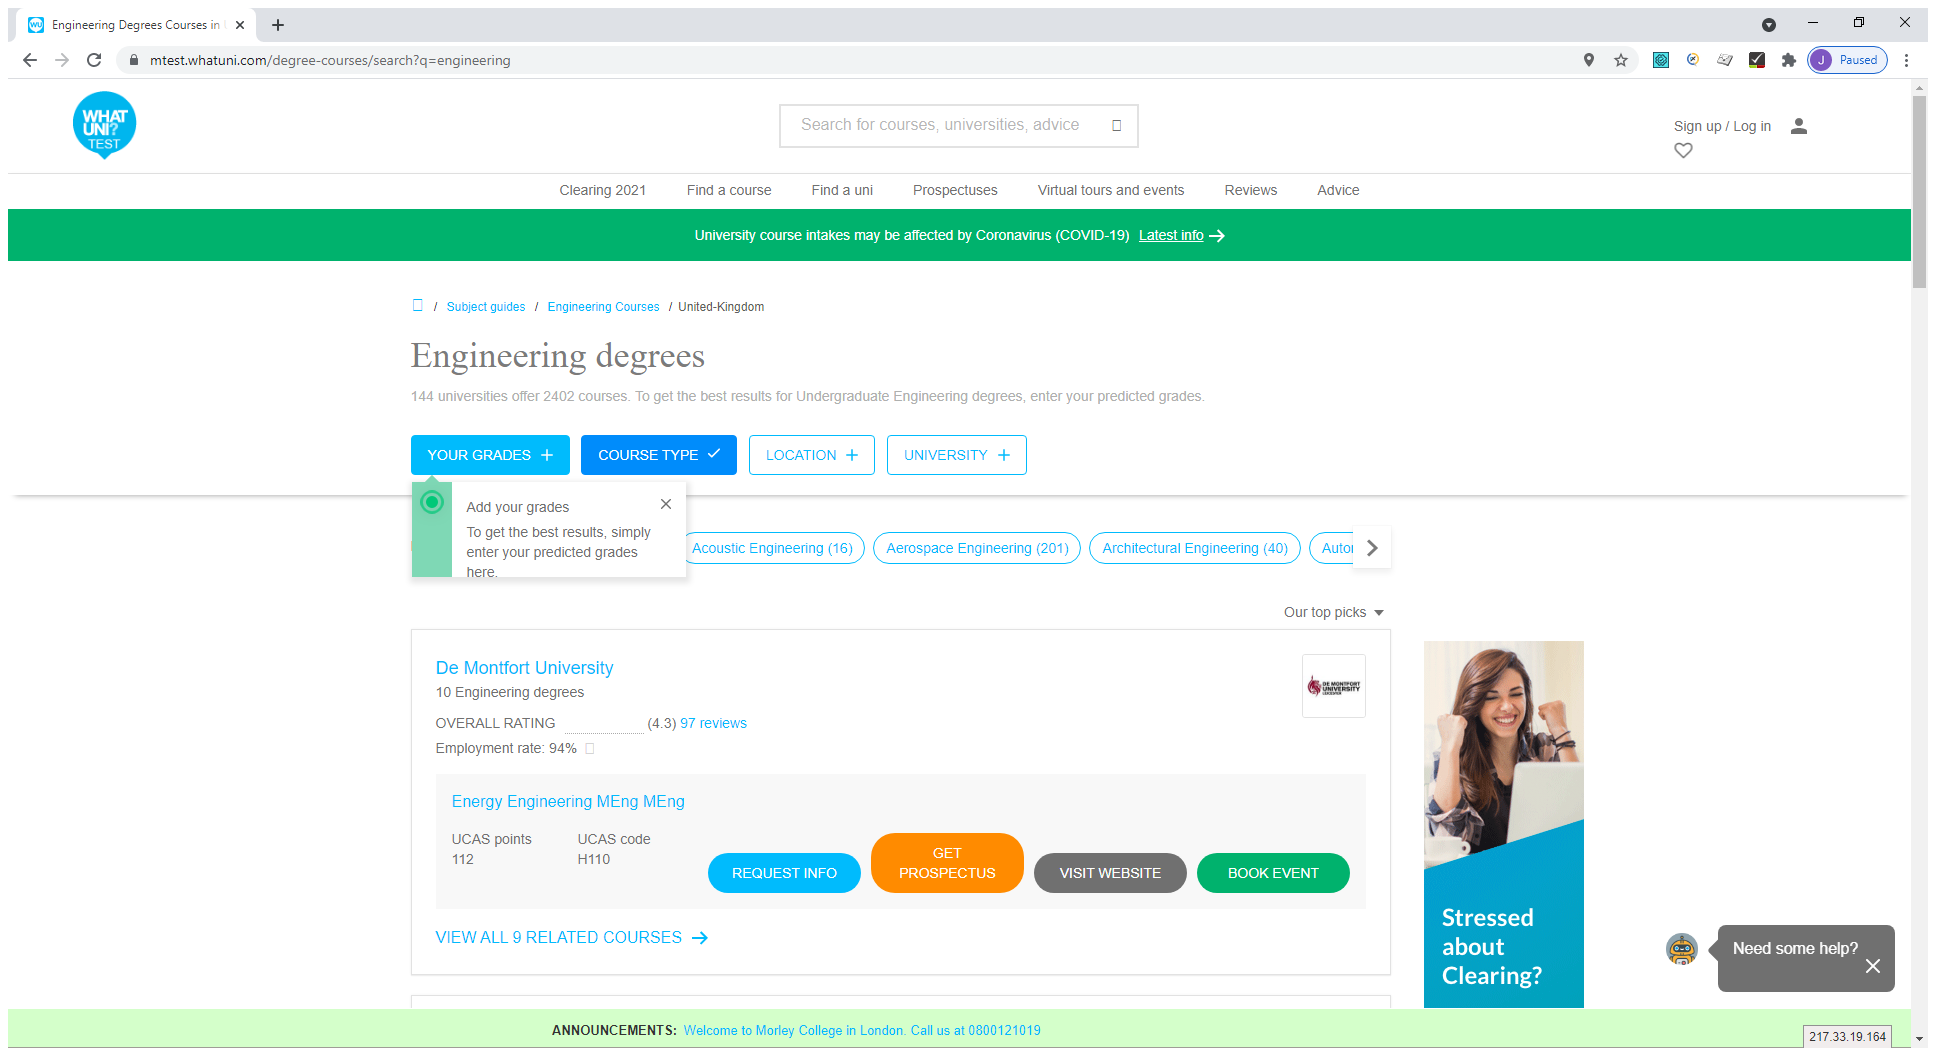 Engineering Degrees Courses in
mtest.whatuni.com/degree-courses/search?q=engineering
J Paused
WHAT
UNI?
TEST
Search for courses, universities, advice
Sign up / Log in
Clearing 2021 Find a course Find a uni Prospectuses Virtual tours and events Reviews Advice
University course intakes may be affected by Coronavirus (COVID-19) Latest info
/ Subject guides / Engineering Courses / United-Kingdom
Engineering degrees
144 universities offer 2402 courses. To get the best results for Undergraduate Engineering degrees, enter your predicted grades.
YOUR GRADES COURSE TYPE LOCATION UNIVERSITY
Add your grades
To get the best results, simply
enter your predicted grades
here.
Acoustic Engineering (16) Aerospace Engineering (201) Architectural Engineering (40)
Our top picks
De Montfort University
10 Engineering degrees
DE MONTFORT
UNIVERSITY
LEICESTER
OVERALL RATING (4.3) 97 reviews
Employment rate: 94%
Energy Engineering MEng MEng
UCAS points UCAS code
112 H110
REQUEST INFO GET PROSPECTUS VISIT WEBSITE BOOK EVENT
VIEW ALL 9 RELATED COURSES
Stressed
about
Clearing?
Need some help?
ANNOUNCEMENTS: Welcome to Morley College in London. Call us at 0800121019
217.33.19.164